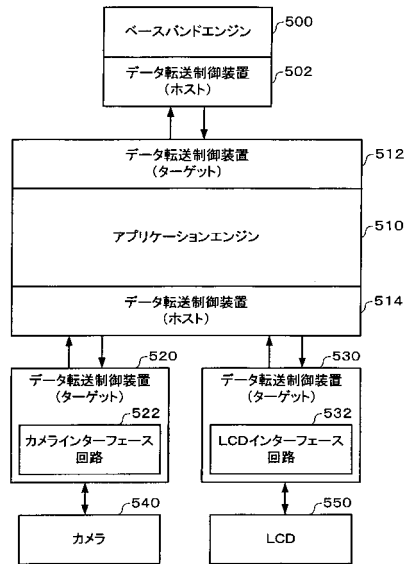 ベースバンドエンジン
500
データ転送制御装置
(ホスト)
502
データ転送制御装置
(ターゲット)
512
アプリケーションエンジン
510
データ転送制御装置
(ホスト)
514
520
データ転送制御装置
(ターゲット)
522
カメラインターフェース
回路
530
データ転送制御装置
(ターゲット)
532
LCDインターフェース
回路
540
カメラ
550
LCD